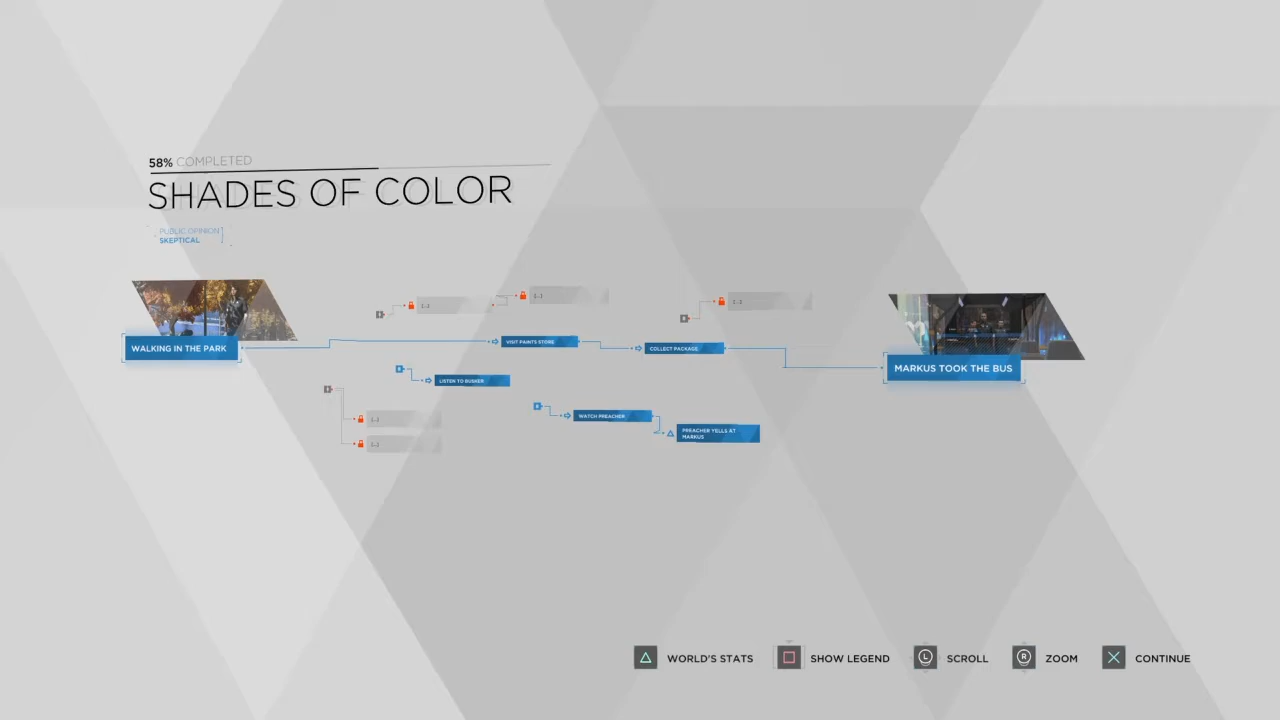 58% COMPLETED
SHADES OF COLOR
PUBLIC OPINION
SKEPTICAL
[...]
[...]
[...]
WALKING IN THE PARK
VISIT PAINTS STORE
COLLECT PACKAGE
MARKUS TOOK THE BUS
LISTEN TO BUSKER
[...]
WATCH PREACHER
PREACHER YELLS AT
MARKUS
[...]
WORLD'S STATS
SHOW LEGEND
L
SCROLL
R
ZOOM
CONTINUE